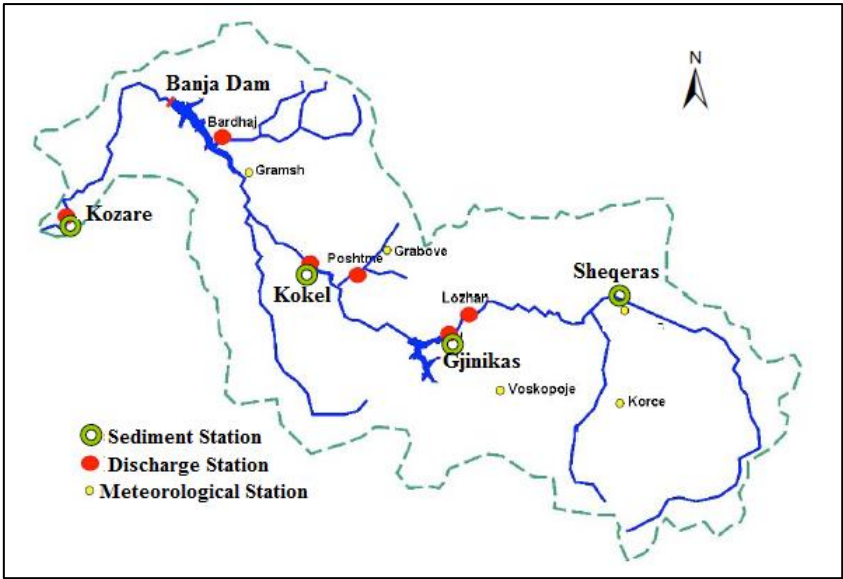 N
Banja Dam
Bardhaj
Gramsh
Kozare
Poshtme
Grabove
Kokel
Sheqeras
Lozhan
Gjinikas
Voskopoje
Korce
Sediment Station
Discharge Station
Meteorological Station